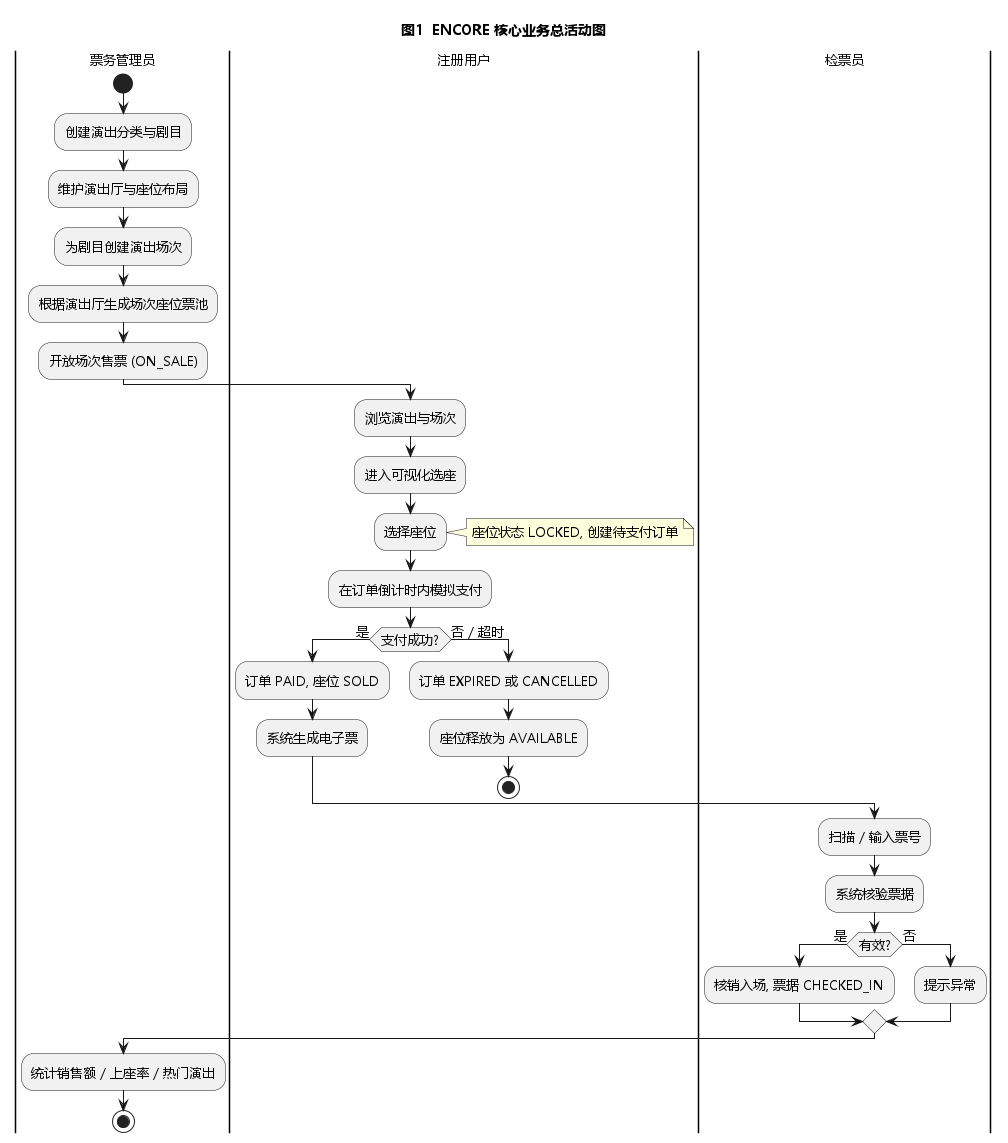 图1 ENCORE 核心业务总活动图
票务管理员
注册用户
检票员
创建演出分类与剧目
维护演出厅与座位布局
为剧目创建演出场次
根据演出厅生成场次座位票池
开放场次售票 (ON_SALE)
浏览演出与场次
进入可视化选座
选择座位
座位状态 LOCKED, 创建待支付订单
在订单倒计时内模拟支付
是
支付成功?
否 / 超时
订单 PAID, 座位 SOLD
订单 EXPIRED 或 CANCELLED
系统生成电子票
座位释放为 AVAILABLE
扫描 / 输入票号
系统核验票据
是
有效?
否
核销入场, 票据 CHECKED_IN
提示异常
统计销售额 / 上座率 / 热门演出